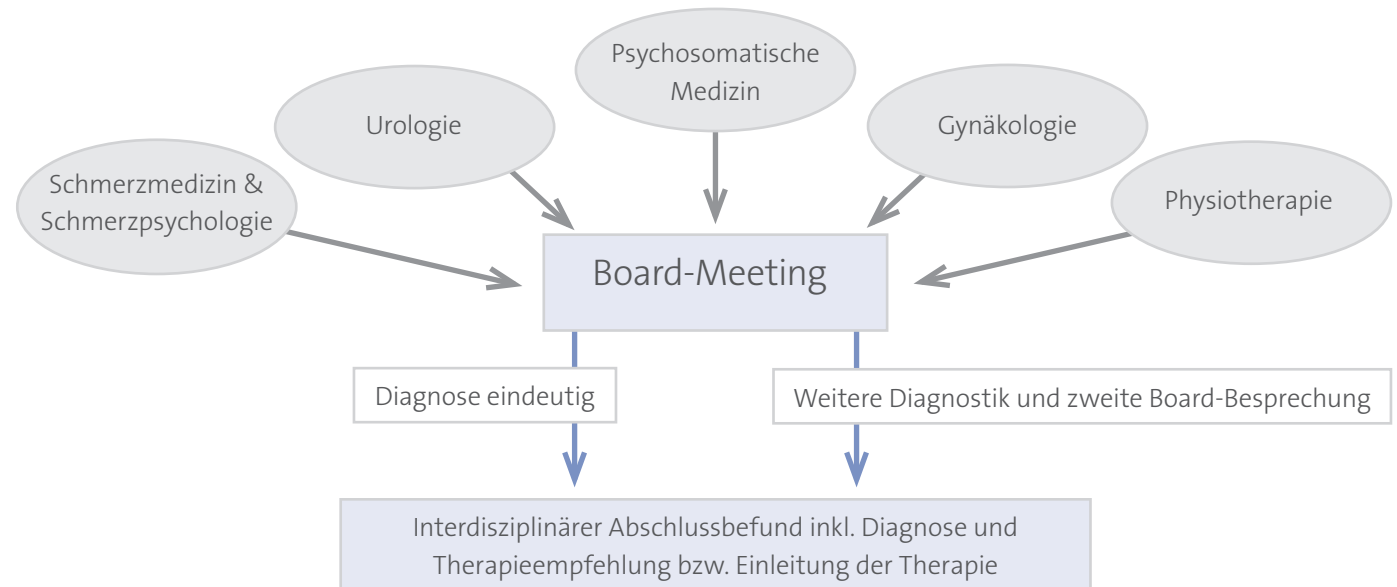 Psychosomatische
Medizin
Urologie
Gynäkologie
Schmerzmedizin &
Schmerzpsychologie
Physiotherapie
Board-Meeting
Diagnose eindeutig
Weitere Diagnostik und zweite Board-Besprechung
Interdisziplinärer Abschlussbefund inkl. Diagnose und
Therapieempfehlung bzw. Einleitung der Therapie